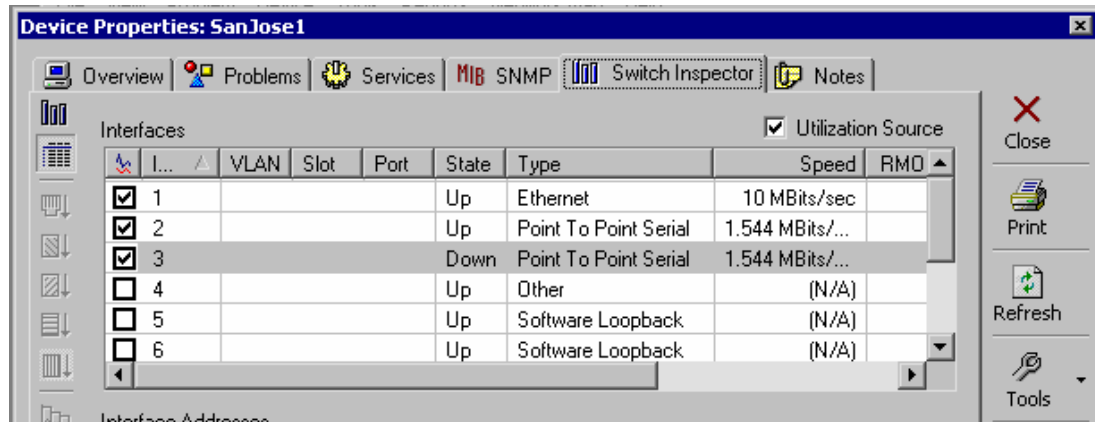 Device Properties: SanJose1
Overview Problems Services MIB SNMP Switch Inspector Notes
Interfaces Utilization Source
I... VLAN Slot Port State Type Speed RMO
1 Up Ethernet 10 MBits/sec
2 Up Point To Point Serial 1.544 MBits/...
3 Down Point To Point Serial 1.544 MBits/...
4 Up Other (N/A)
5 Up Software Loopback (N/A)
6 Up Software Loopback (N/A)
Interface Addresses
Close
Print
Refresh
Tools